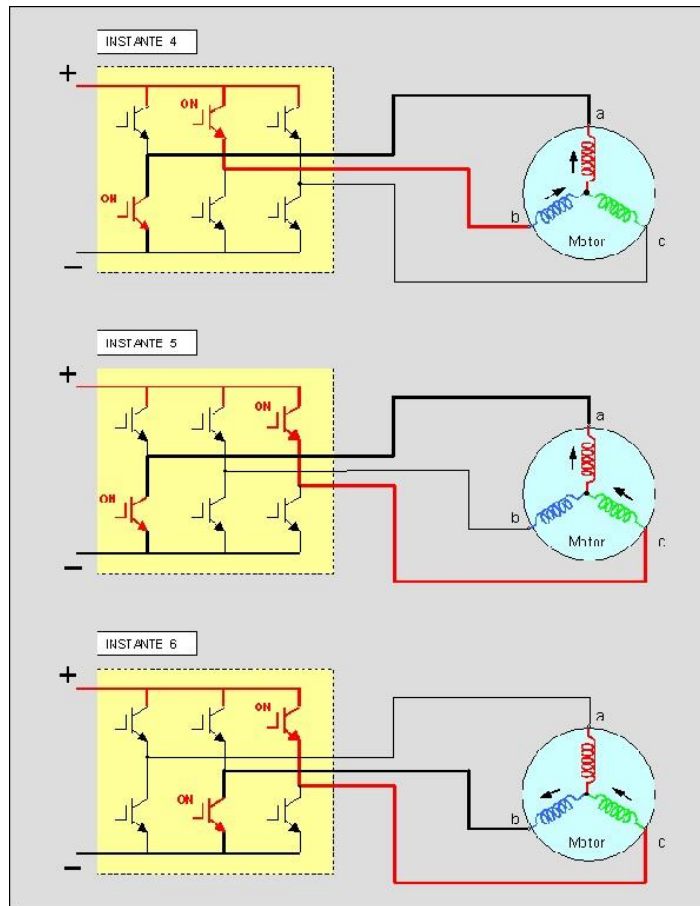 INSTANTE 4
+
ON
ON
a
b
Motor
c
−
INSTANTE 5
+
ON
ON
a
b
Motor
c
−
INSTANTE 6
+
ON
ON
a
b
Motor
c
−